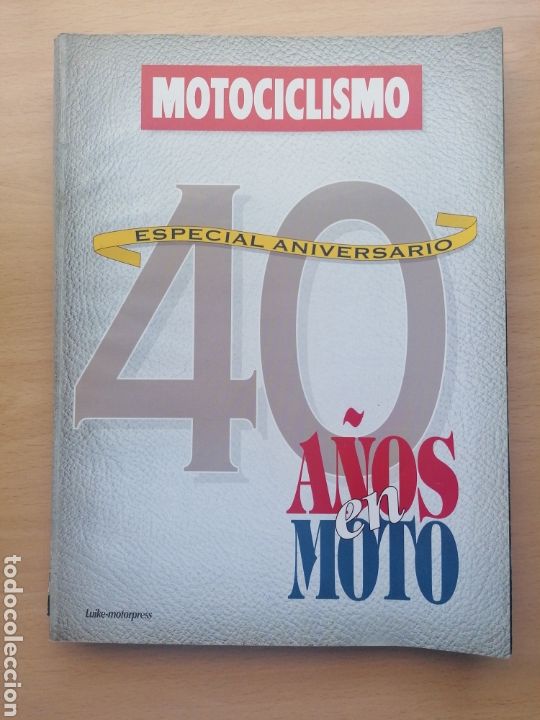 MOTOCICLISMO
40
ESPECIAL ANIVERSARIO
AÑOS
en
MOTO
Luike-motorpress
todocoleccion